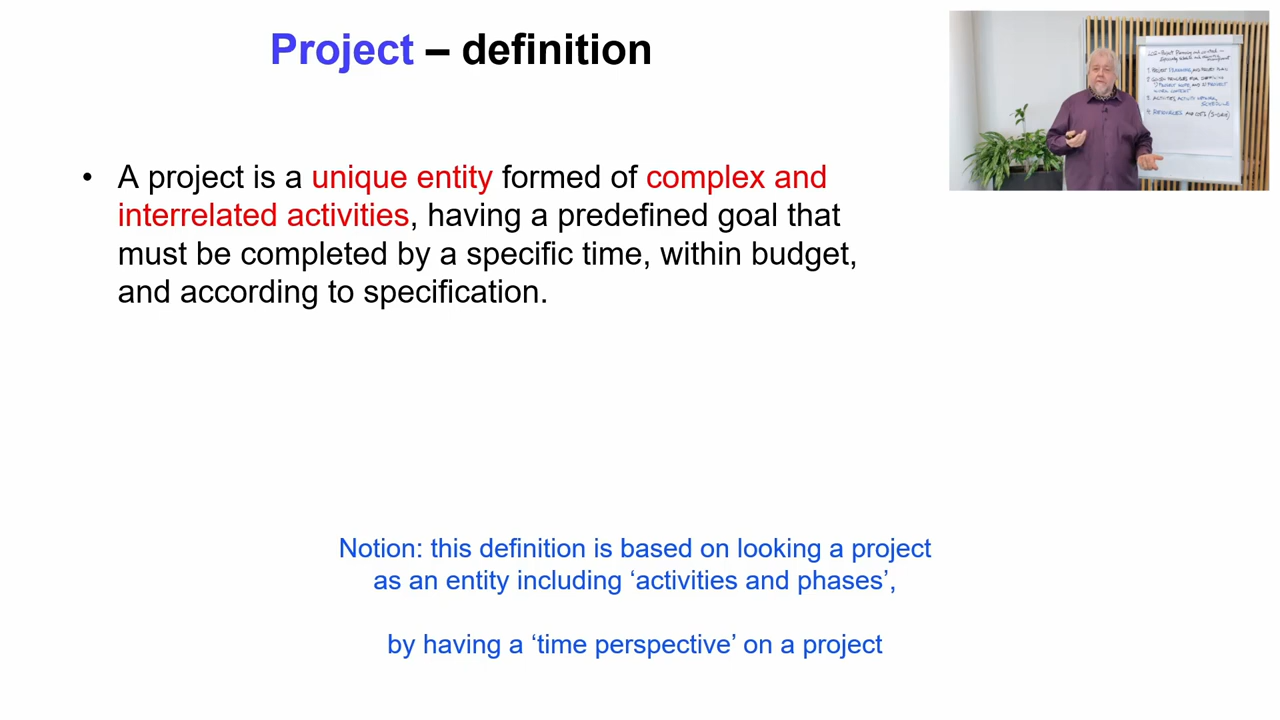 Project – definition
• A project is a unique entity formed of complex and
interrelated activities, having a predefined goal that
must be completed by a specific time, within budget,
and according to specification.
Notion: this definition is based on looking a project
as an entity including ‘activities and phases’,
by having a ‘time perspective’ on a project